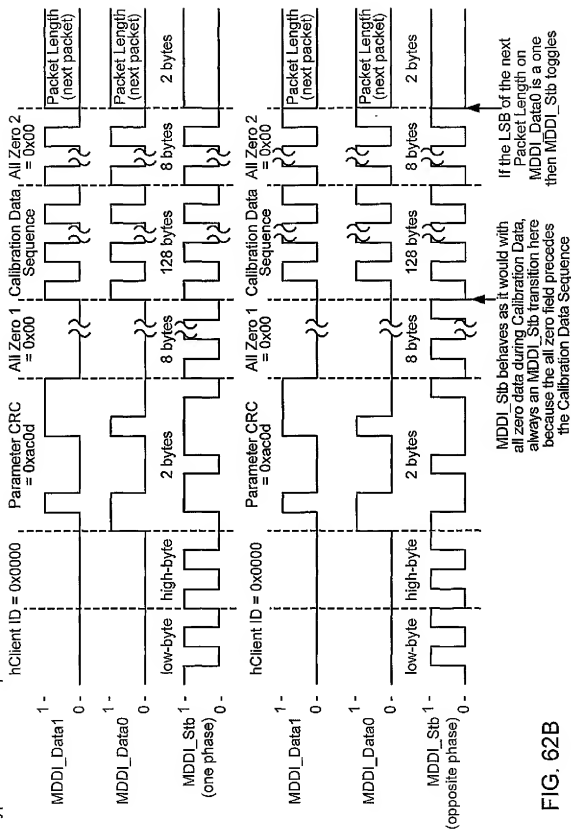 hClient ID = 0x0000
Parameter CRC
= 0xac0d
All Zero 1
= 0x00
Calibration Data
Sequence
All Zero 2
= 0x00
MDDI_Data1
1 -
0 -
Packet Length
(next packet)
MDDI_Data0
1 -
0 -
Packet Length
(next packet)
low-byte
high-byte
2 bytes
8 bytes
128 bytes
8 bytes
2 bytes
MDDI_Stb
(one phase)
1 -
0 -
hClient ID = 0x0000
Parameter CRC
= 0xac0d
All Zero 1
= 0x00
Calibration Data
Sequence
All Zero 2
= 0x00
MDDI_Data1
1 -
0 -
Packet Length
(next packet)
MDDI_Data0
1 -
0 -
Packet Length
(next packet)
low-byte
high-byte
2 bytes
8 bytes
128 bytes
8 bytes
2 bytes
MDDI_Stb
(opposite phase)
1 -
0 -
MDDI_Stb behaves as it would with
all zero data during Calibration Data,
always an MDDI_Stb transition here
because the all zero field precedes
the Calibration Data Sequence
If the LSB of the next
Packet Length on
MDDI_Data0 is a one
then MDDI_Stb toggles
FIG. 62B